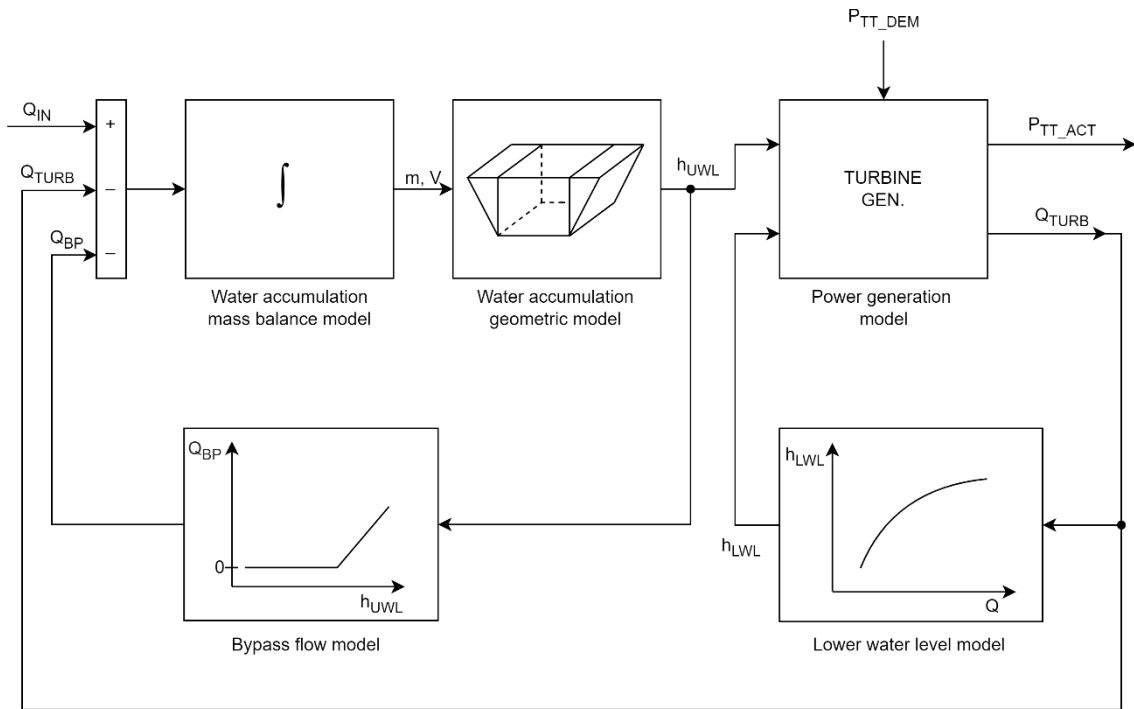 P_TT_DEM
Q_IN
+
Q_TURB
−
Q_BP
−
∫
m, V
h_UWL
TURBINE
GEN.
P_TT_ACT
Q_TURB
Water accumulation
mass balance model
Water accumulation
geometric model
Power generation
model
Q_BP
0
h_UWL
Bypass flow model
h_LWL
h_LWL
Q
Lower water level model